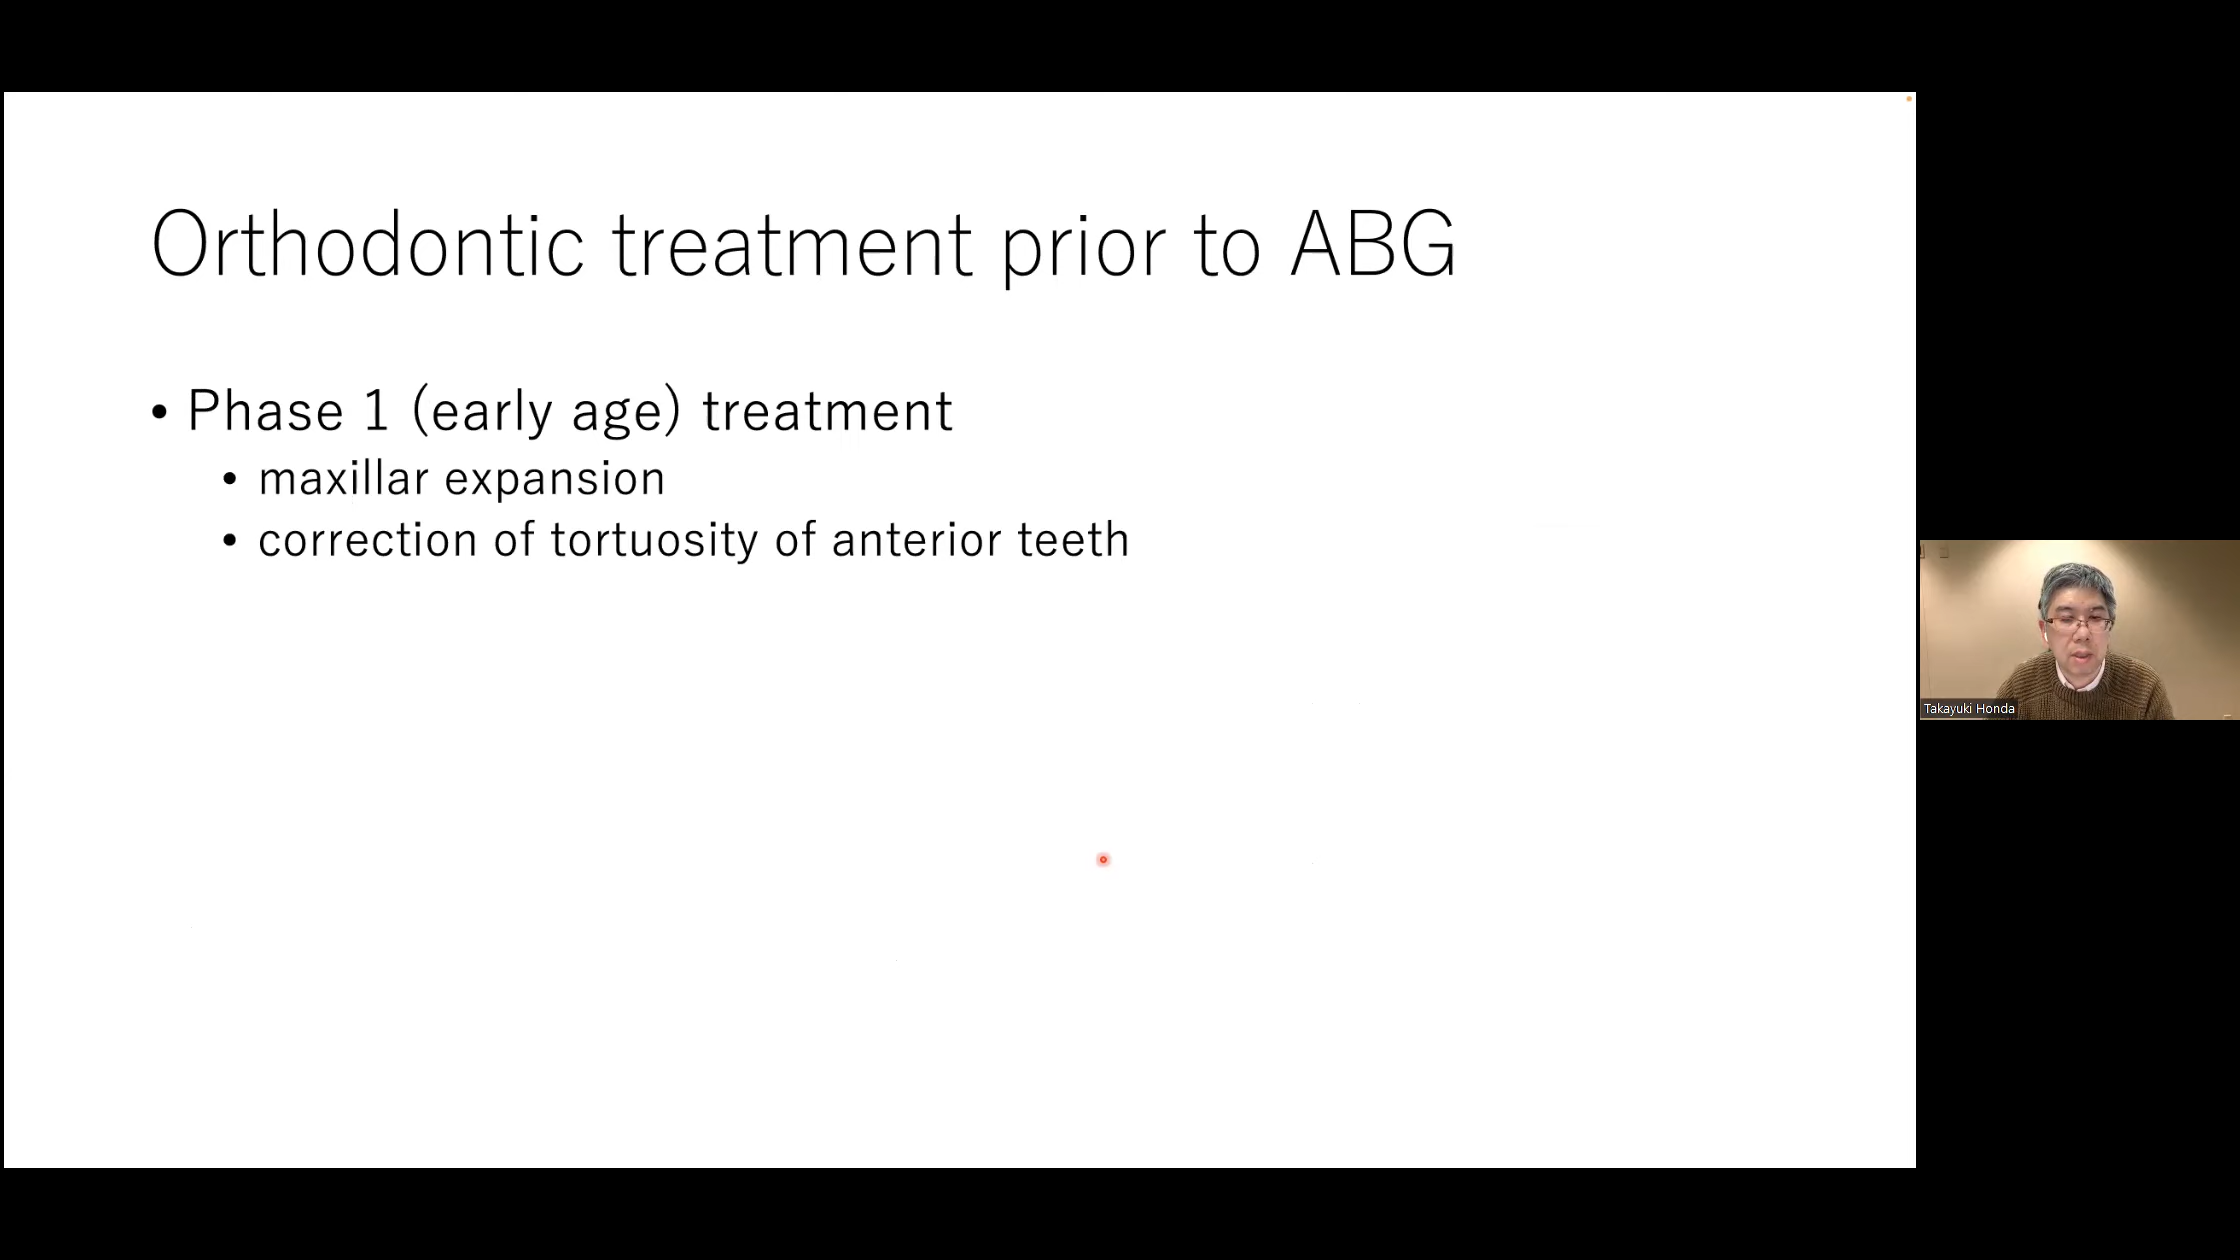 Orthodontic treatment prior to ABG
• Phase 1 (early age) treatment
• maxillar expansion
• correction of tortuosity of anterior teeth
Takayuki Honda